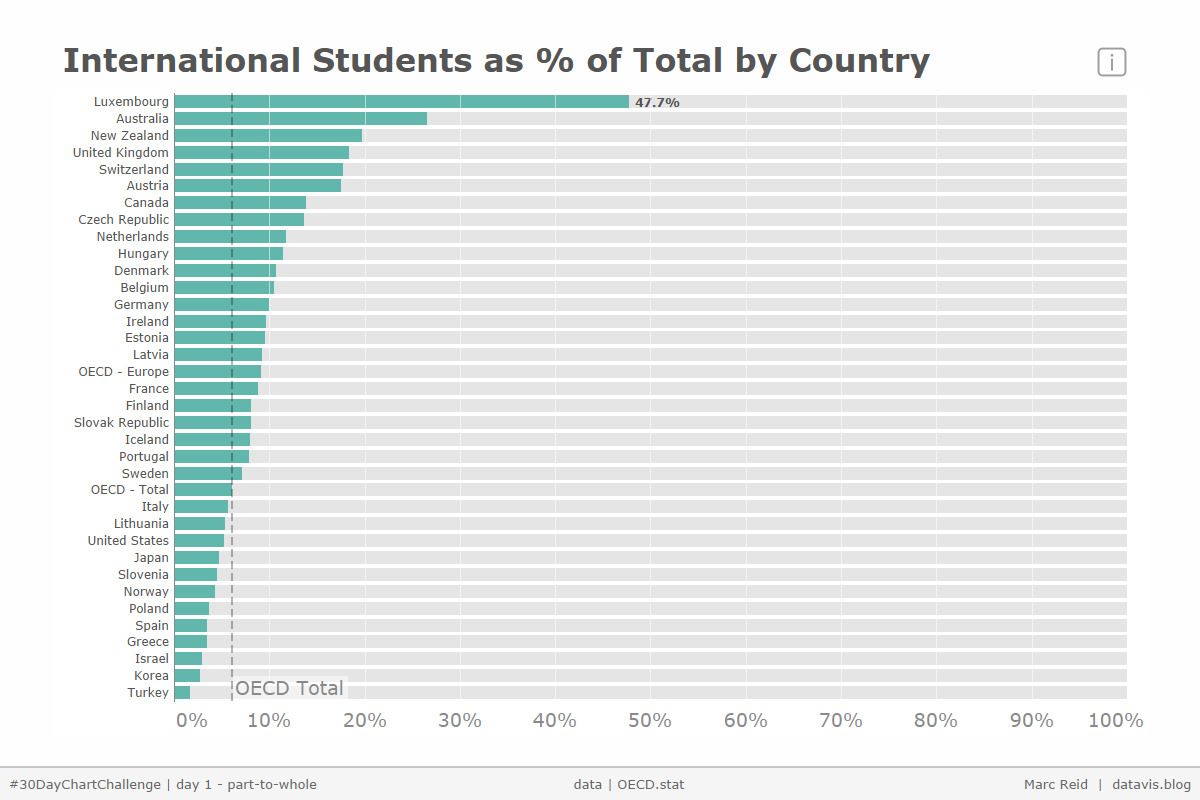 International Students as % of Total by Country
i
Luxembourg 47.7%
Australia
New Zealand
United Kingdom
Switzerland
Austria
Canada
Czech Republic
Netherlands
Hungary
Denmark
Belgium
Germany
Ireland
Estonia
Latvia
OECD - Europe
France
Finland
Slovak Republic
Iceland
Portugal
Sweden
OECD - Total
Italy
Lithuania
United States
Japan
Slovenia
Norway
Poland
Spain
Greece
Israel
Korea
Turkey
OECD Total
0% 10% 20% 30% 40% 50% 60% 70% 80% 90% 100%
#30DayChartChallenge | day 1 - part-to-whole
data | OECD.stat
Marc Reid | datavis.blog